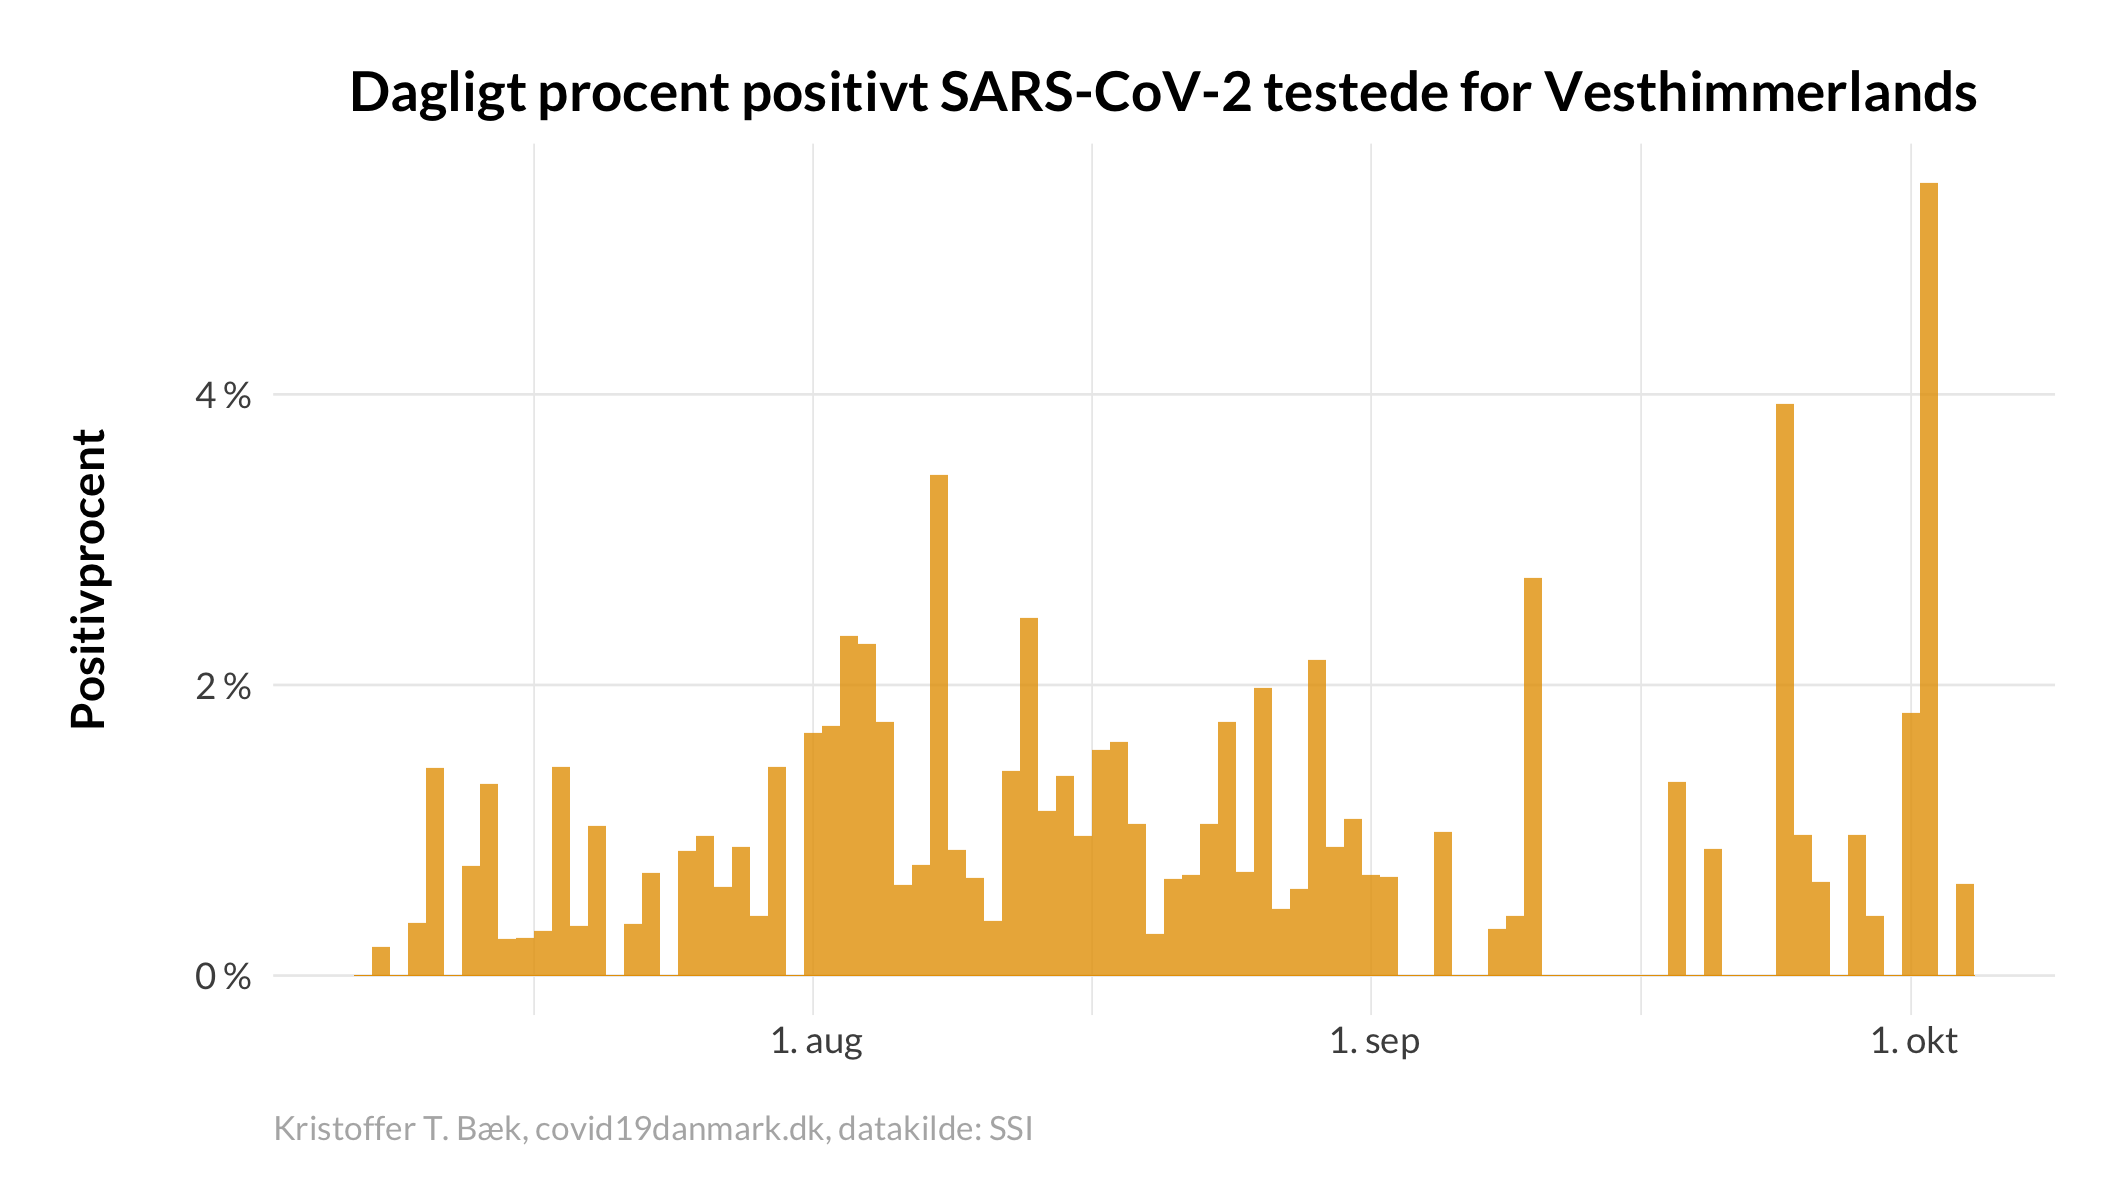 Dagligt procent positivt SARS-CoV-2 testede for Vesthimmerlands
Positivprocent
4 %
2 %
0 %
1. aug
1. sep
1. okt
Kristoffer T. Bæk, covid19danmark.dk, datakilde: SSI